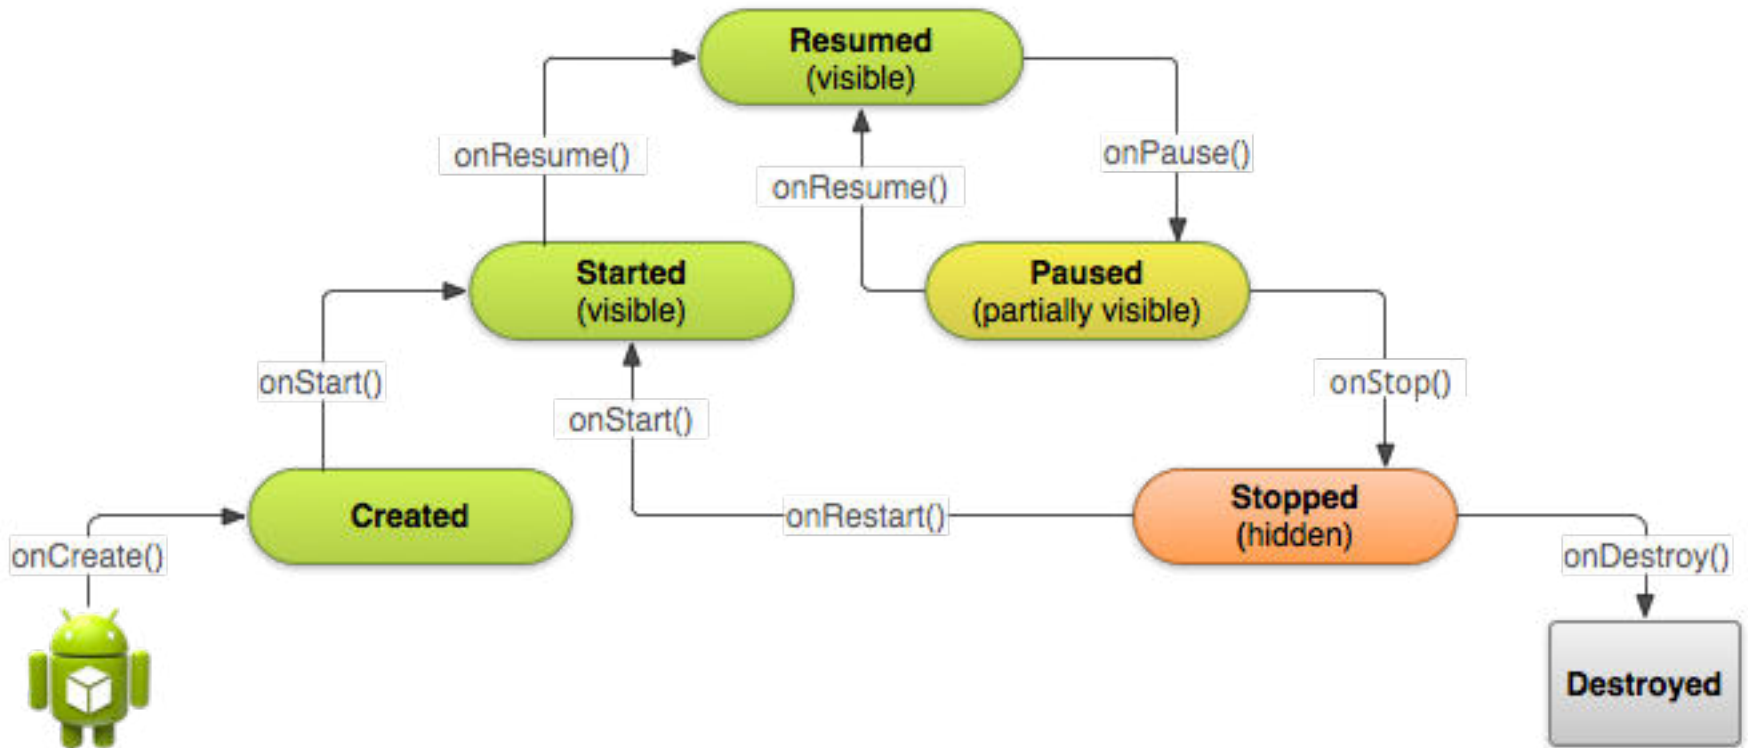 Resumed
(visible)
onResume()
onPause()
onResume()
Started
(visible)
Paused
(partially visible)
onStart()
onStop()
onStart()
Created
onRestart()
Stopped
(hidden)
onCreate()
onDestroy()
Destroyed